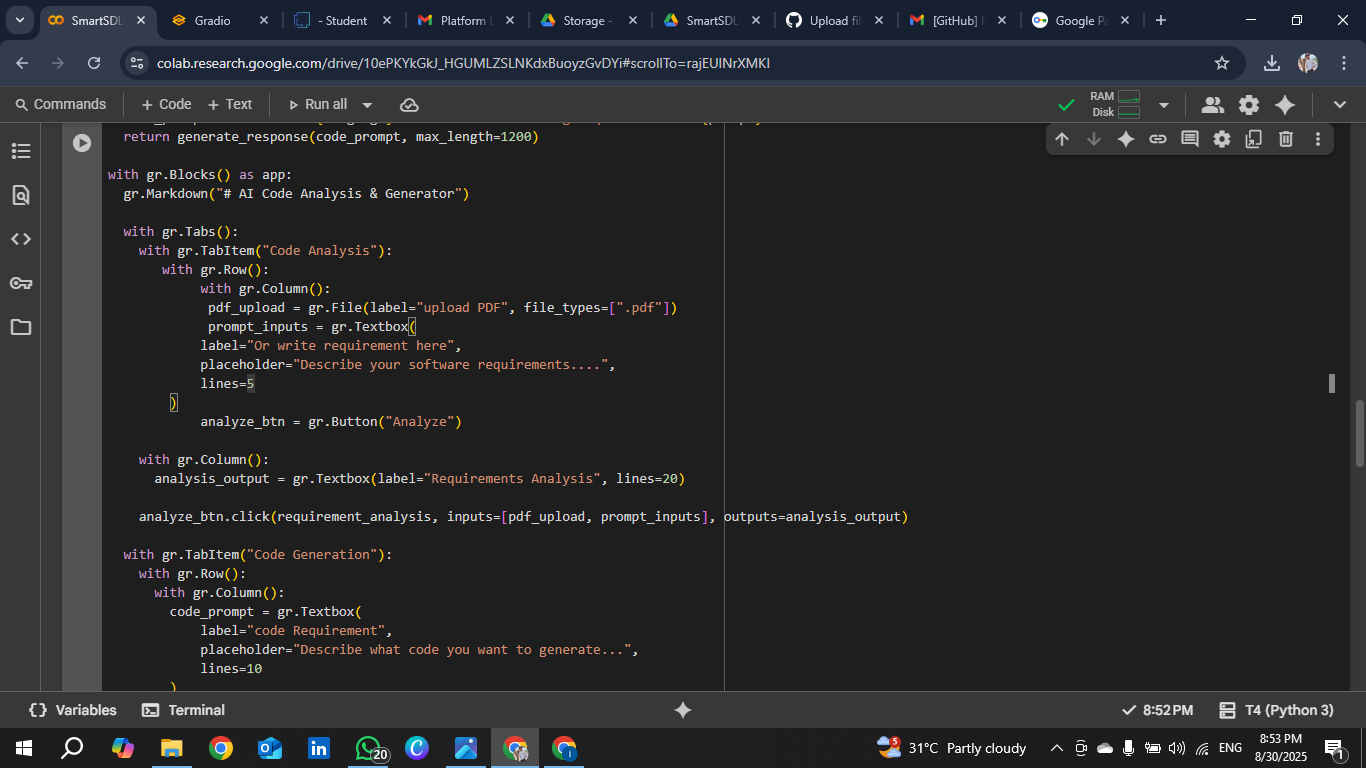 SmartSDL
Gradio
- Student
Platform L
Storage -
SmartSDL
Upload fil
[GitHub] P
Google Pa
colab.research.google.com/drive/10ePKYkGkJ_HGUMLZSLNKdxBuoyzGvDYi#scrollTo=rajEUlNrXMKl
Commands
+ Code
+ Text
Run all
RAM
Disk
return generate_response(code_prompt, max_length=1200)
with gr.Blocks() as app:
gr.Markdown("# AI Code Analysis & Generator")
with gr.Tabs():
with gr.TabItem("Code Analysis"):
with gr.Row():
with gr.Column():
pdf_upload = gr.File(label="upload PDF", file_types=[".pdf"])
prompt_inputs = gr.Textbox(
label="Or write requirement here",
placeholder="Describe your software requirements....",
lines=5
)
analyze_btn = gr.Button("Analyze")
with gr.Column():
analysis_output = gr.Textbox(label="Requirements Analysis", lines=20)
analyze_btn.click(requirement_analysis, inputs=[pdf_upload, prompt_inputs], outputs=analysis_output)
with gr.TabItem("Code Generation"):
with gr.Row():
with gr.Column():
code_prompt = gr.Textbox(
label="code Requirement",
placeholder="Describe what code you want to generate...",
lines=10
)
{} Variables
Terminal
8:52 PM
T4 (Python 3)
20
5
31°C Partly cloudy
ENG
8:53 PM
8/30/2025
1